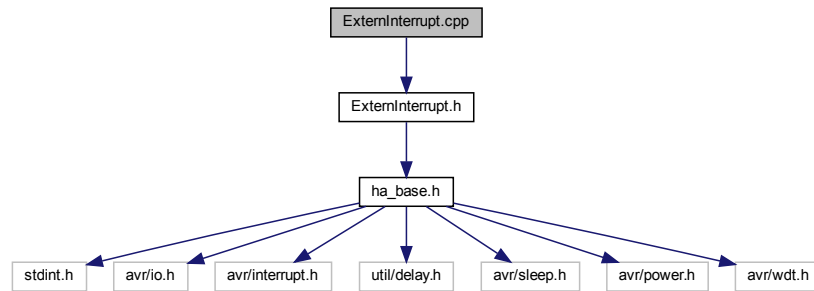 ExternInterrupt.cpp
ExternInterrupt.h
ha_base.h
stdint.h avr/io.h avr/interrupt.h util/delay.h avr/sleep.h avr/power.h avr/wdt.h